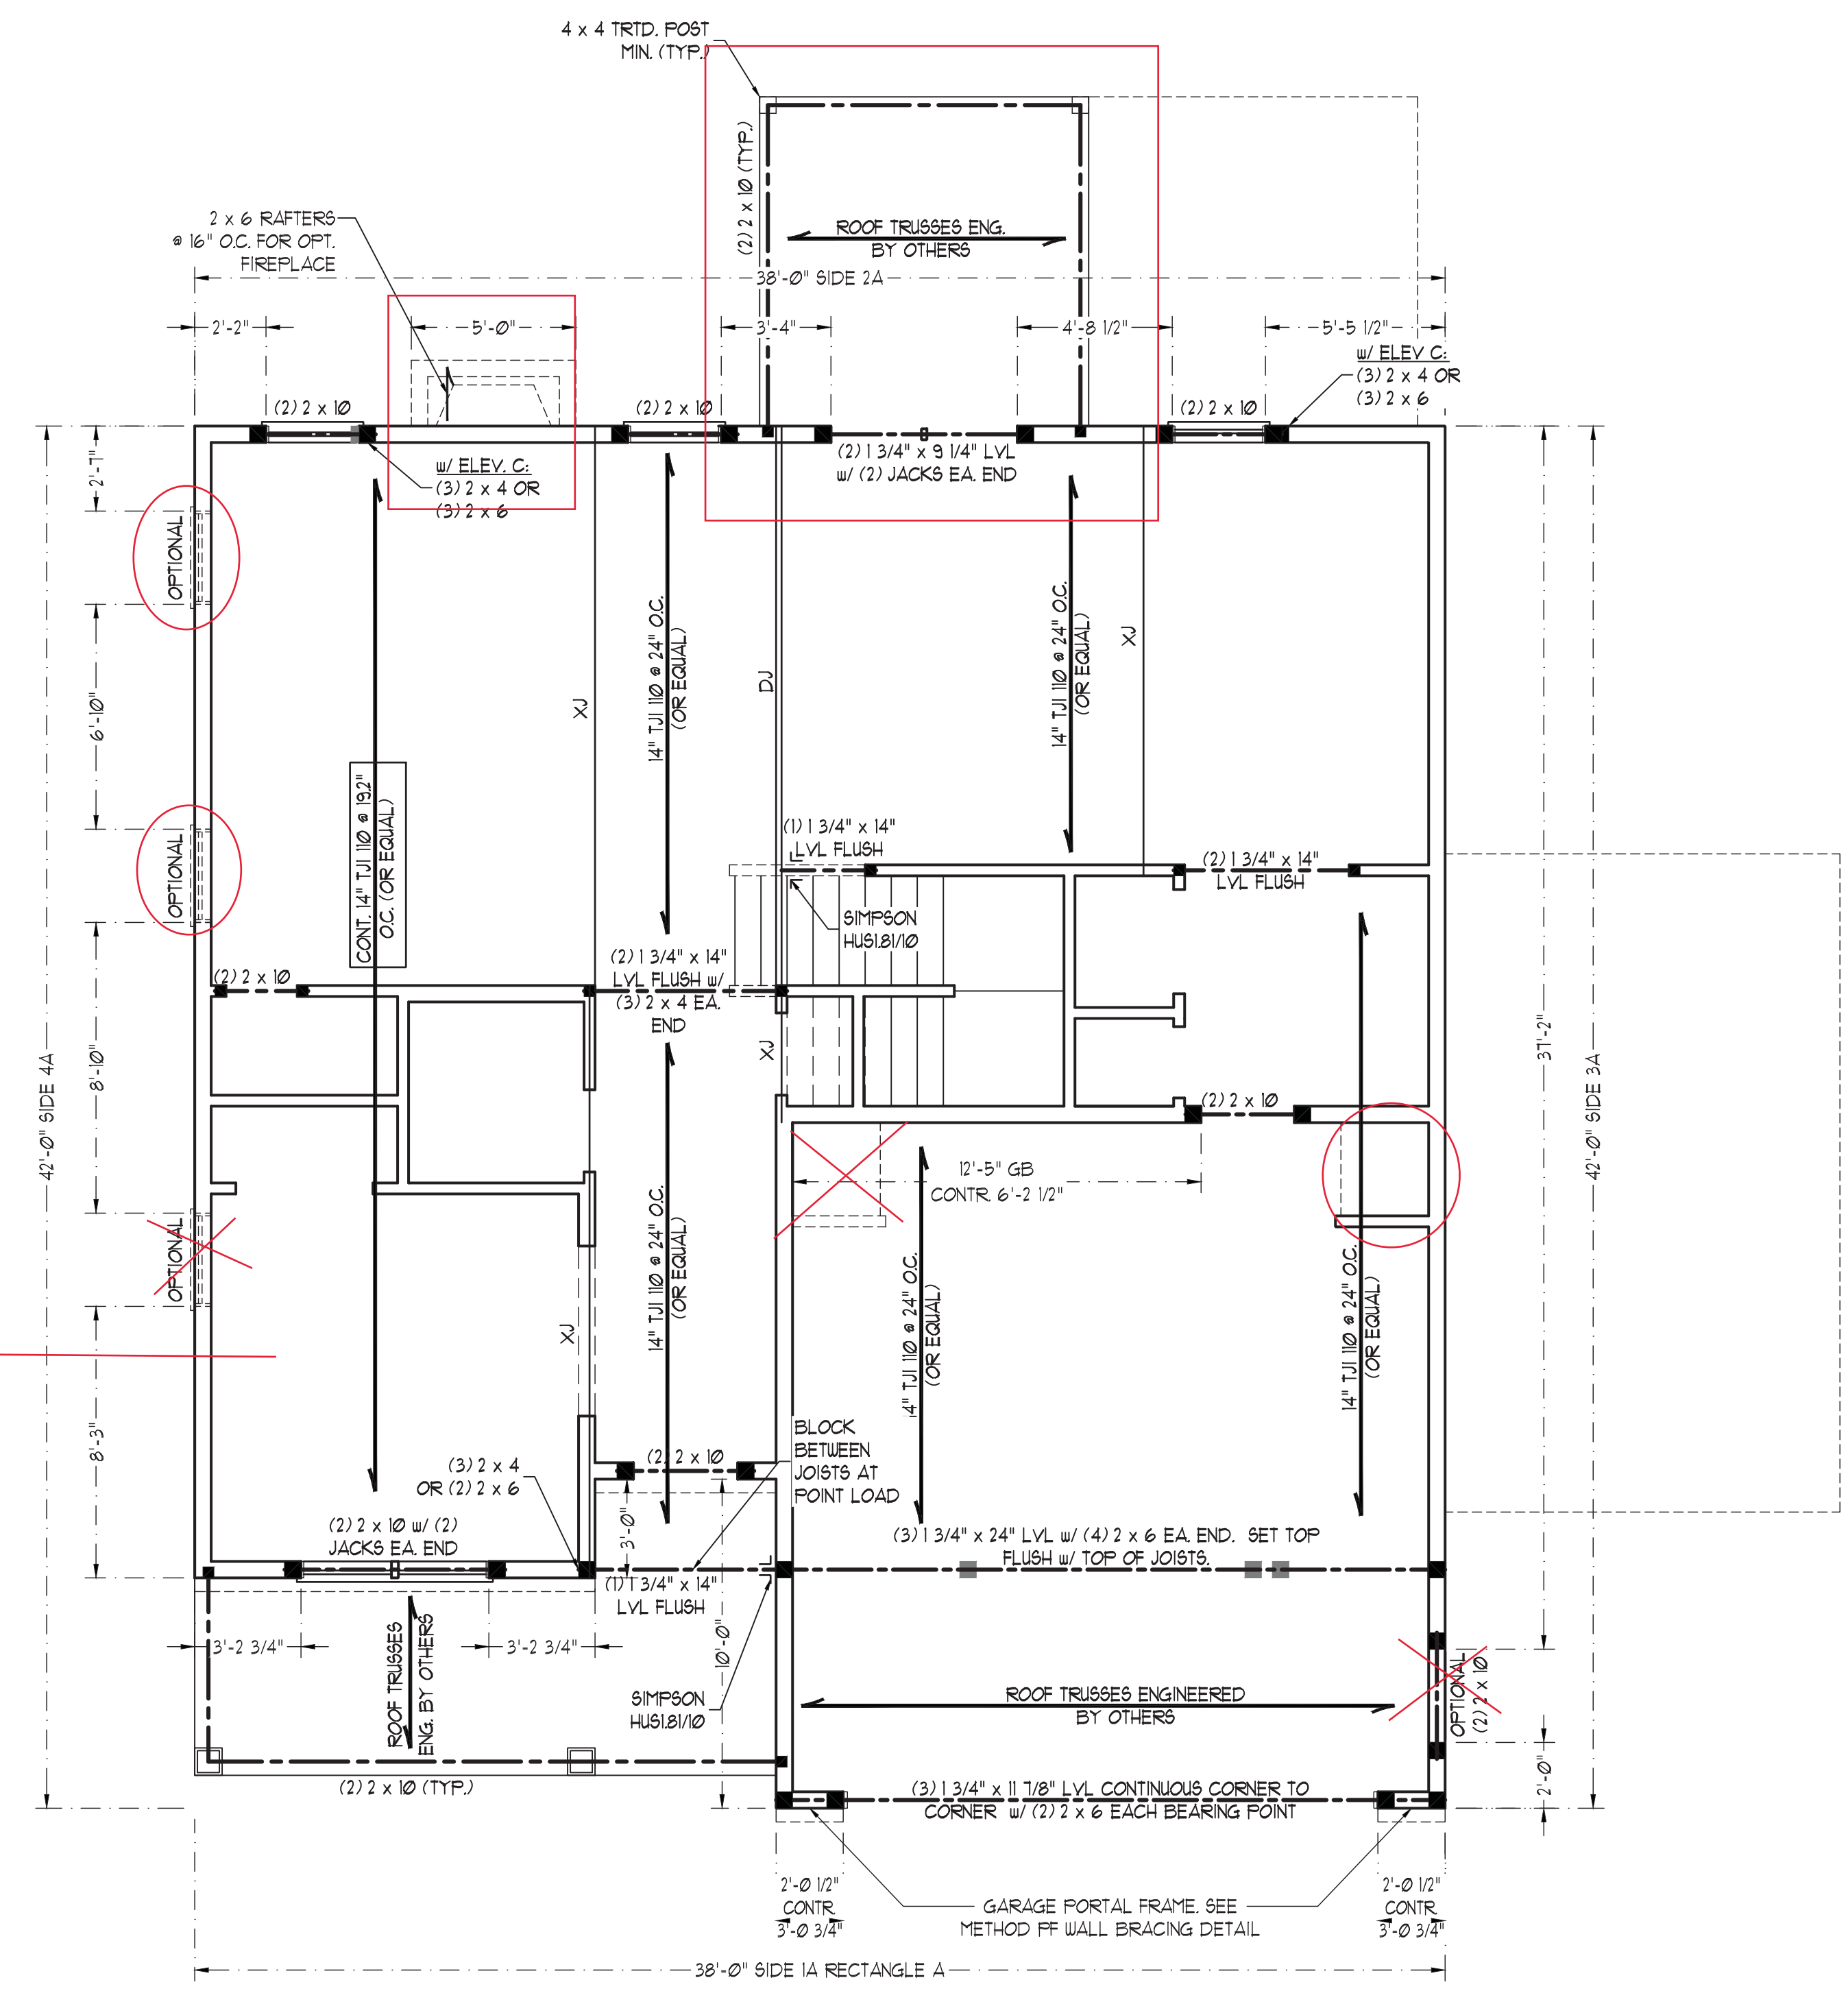 4 x 4 TRTD. POST
MIN. (TYP.)
(2) 2 x 10 (TYP.)
ROOF TRUSSES ENG.
BY OTHERS
2 x 6 RAFTERS
@ 16" O.C. FOR OPT.
FIREPLACE
38'-0" SIDE 2A
2'-2"
5'-0"
3'-4"
4'-8 1/2"
5'-5 1/2"
w/ ELEV C:
(3) 2 x 4 OR
(3) 2 x 6
(2) 2 x 10
(2) 2 x 10
(2) 2 x 10
(2) 1 3/4" x 9 1/4" LVL
w/ (2) JACKS EA. END
w/ ELEV. C:
(3) 2 x 4 OR
(3) 2 x 6
2'-7"
OPTIONAL
6'-10"
OPTIONAL
8'-10"
OPTIONAL
8'-3"
42'-0" SIDE 4A
CONT. 14" TJI 110 @ 19.2"
O.C. (OR EQUAL)
XJ
14" TJI 110 @ 24" O.C.
(OR EQUAL)
DJ
14" TJI 110 @ 24" O.C.
(OR EQUAL)
XJ
37'-2"
42'-0" SIDE 3A
(1) 1 3/4" x 14"
LVL FLUSH
(2) 1 3/4" x 14"
LVL FLUSH
SIMPSON
HUS1.81/10
(2) 2 x 10
(2) 1 3/4" x 14"
LVL FLUSH w/
(3) 2 x 4 EA.
END
XJ
(2) 2 x 10
12'-5" GB
CONTR. 6'-2 1/2"
14" TJI 110 @ 24" O.C.
(OR EQUAL)
14" TJI 110 @ 24" O.C.
(OR EQUAL)
14" TJI 110 @ 24" O.C.
(OR EQUAL)
XJ
BLOCK
BETWEEN
JOISTS AT
POINT LOAD
(3) 2 x 4
OR (2) 2 x 6
(2) 2 x 10
3'-0"
(2) 2 x 10 w/ (2)
JACKS EA. END
(3) 1 3/4" x 24" LVL w/ (4) 2 x 6 EA. END. SET TOP
FLUSH w/ TOP OF JOISTS.
(1) 1 3/4" x 14"
LVL FLUSH
3'-2 3/4"
3'-2 3/4"
ROOF TRUSSES
ENG. BY OTHERS
10'-0"
SIMPSON
HUS1.81/10
ROOF TRUSSES ENGINEERED
BY OTHERS
OPTIONAL
(2) 2 x 10
2'-0"
(2) 2 x 10 (TYP.)
(3) 1 3/4" x 11 7/8" LVL CONTINUOUS CORNER TO
CORNER w/ (2) 2 x 6 EACH BEARING POINT
2'-0 1/2"
CONTR.
3'-0 3/4"
GARAGE PORTAL FRAME. SEE
METHOD PF WALL BRACING DETAIL
2'-0 1/2"
CONTR.
3'-0 3/4"
38'-0" SIDE 1A RECTANGLE A